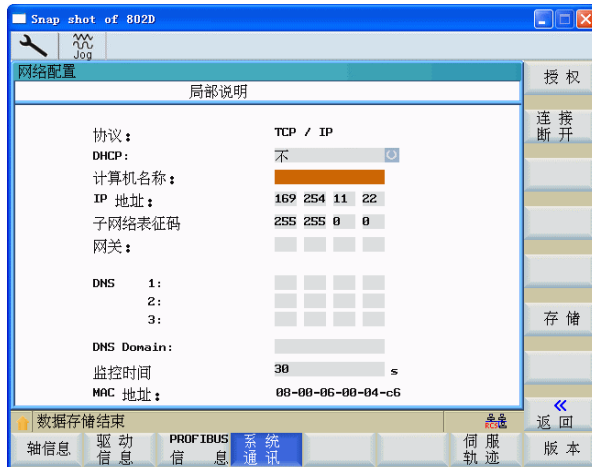 Snap shot of 802D
Jog
网络配置
授权
局部说明
连接
断开
协议： TCP / IP
DHCP: 不
计算机名称：
IP 地址： 169 254 11 22
子网络表征码 255 255 0 0
网关：
DNS 1:
2:
3:
存储
DNS Domain:
监控时间 30 s
MAC 地址： 08-00-06-00-04-c6
数据存储结束
RCS
返回
轴信息
驱动
信息
PROFIBUS
信息
系统
通讯
伺服
轨迹
版本